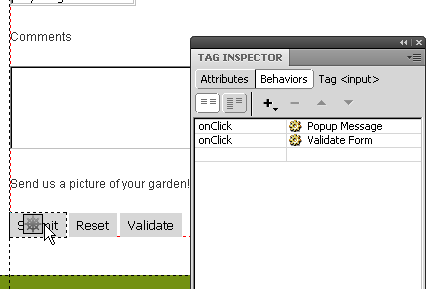 Comments
TAG INSPECTOR
Attributes Behaviors Tag <input>
onClick Popup Message
onClick Validate Form
Send us a picture of your garden!
Reset Validate